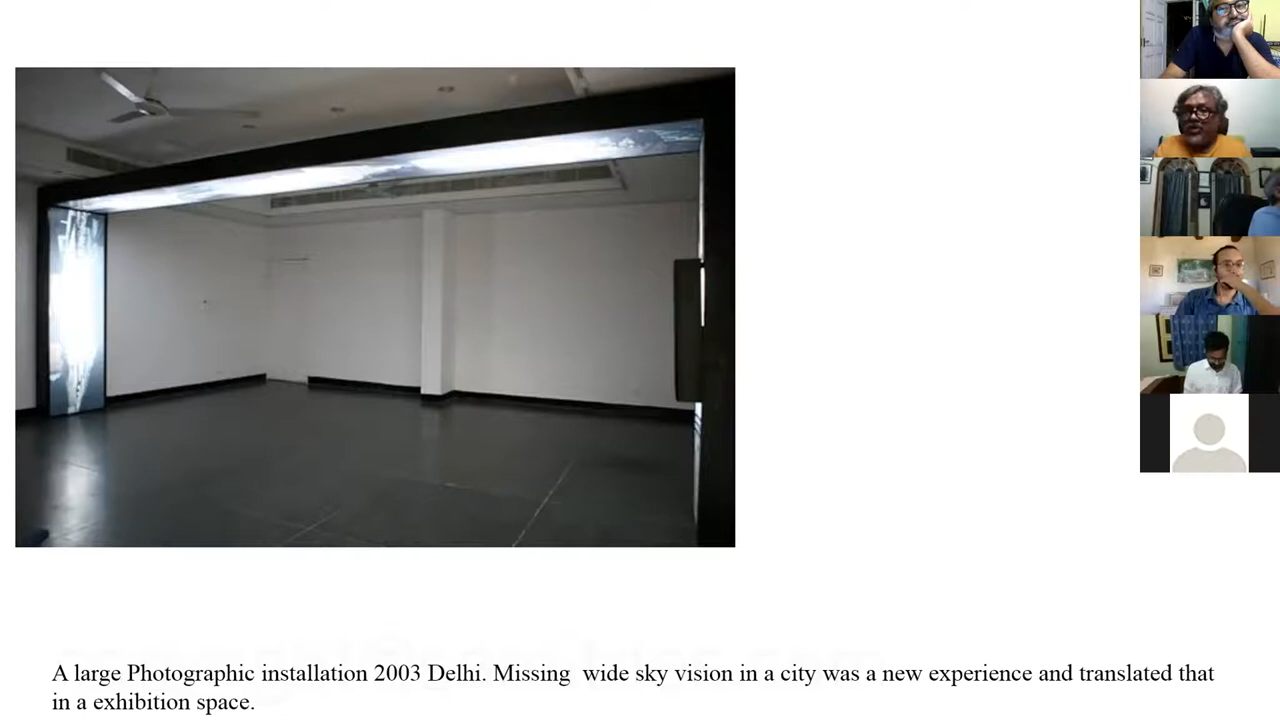 A large Photographic installation 2003 Delhi. Missing  wide sky vision in a city was a new experience and translated that
in a exhibition space.